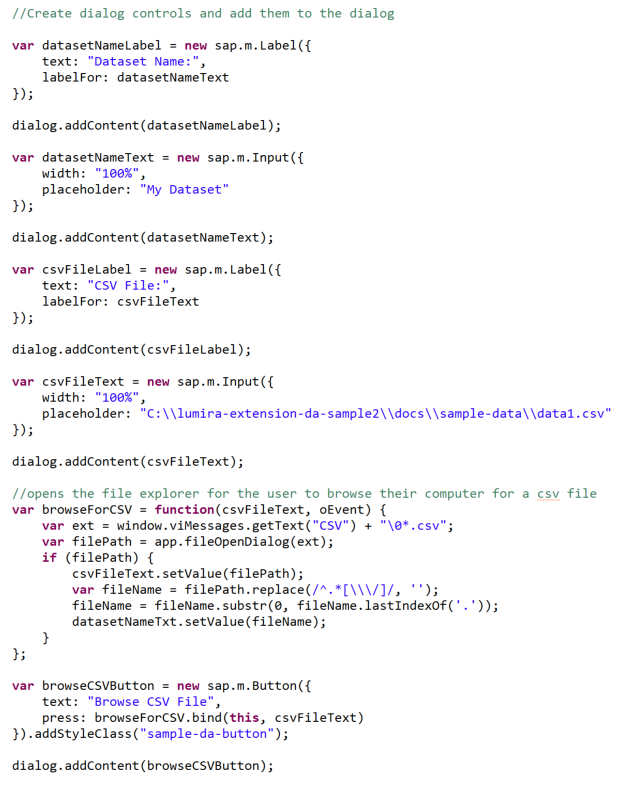 //Create dialog controls and add them to the dialog

var datasetNameLabel = new sap.m.Label({
    text: "Dataset Name:",
    labelFor: datasetNameText
});

dialog.addContent(datasetNameLabel);

var datasetNameText = new sap.m.Input({
    width: "100%",
    placeholder: "My Dataset"
});

dialog.addContent(datasetNameText);

var csvFileLabel = new sap.m.Label({
    text: "CSV File:",
    labelFor: csvFileText
});

dialog.addContent(csvFileLabel);

var csvFileText = new sap.m.Input({
    width: "100%",
    placeholder: "C:\\lumira-extension-da-sample2\\docs\\sample-data\\data1.csv"
});

dialog.addContent(csvFileText);

//opens the file explorer for the user to browse their computer for a csv file
var browseForCSV = function(csvFileText, oEvent) {
    var ext = window.viMessages.getText("CSV") + "\0*.csv";
    var filePath = app.fileOpenDialog(ext);
    if (filePath) {
        csvFileText.setValue(filePath);
        var fileName = filePath.replace(/^.*[\\\/]/, '');
        fileName = fileName.substr(0, fileName.lastIndexOf('.'));
        datasetNameTxt.setValue(fileName);
    }
};

var browseCSVButton = new sap.m.Button({
    text: "Browse CSV File",
    press: browseForCSV.bind(this, csvFileText)
}).addStyleClass("sample-da-button");

dialog.addContent(browseCSVButton);